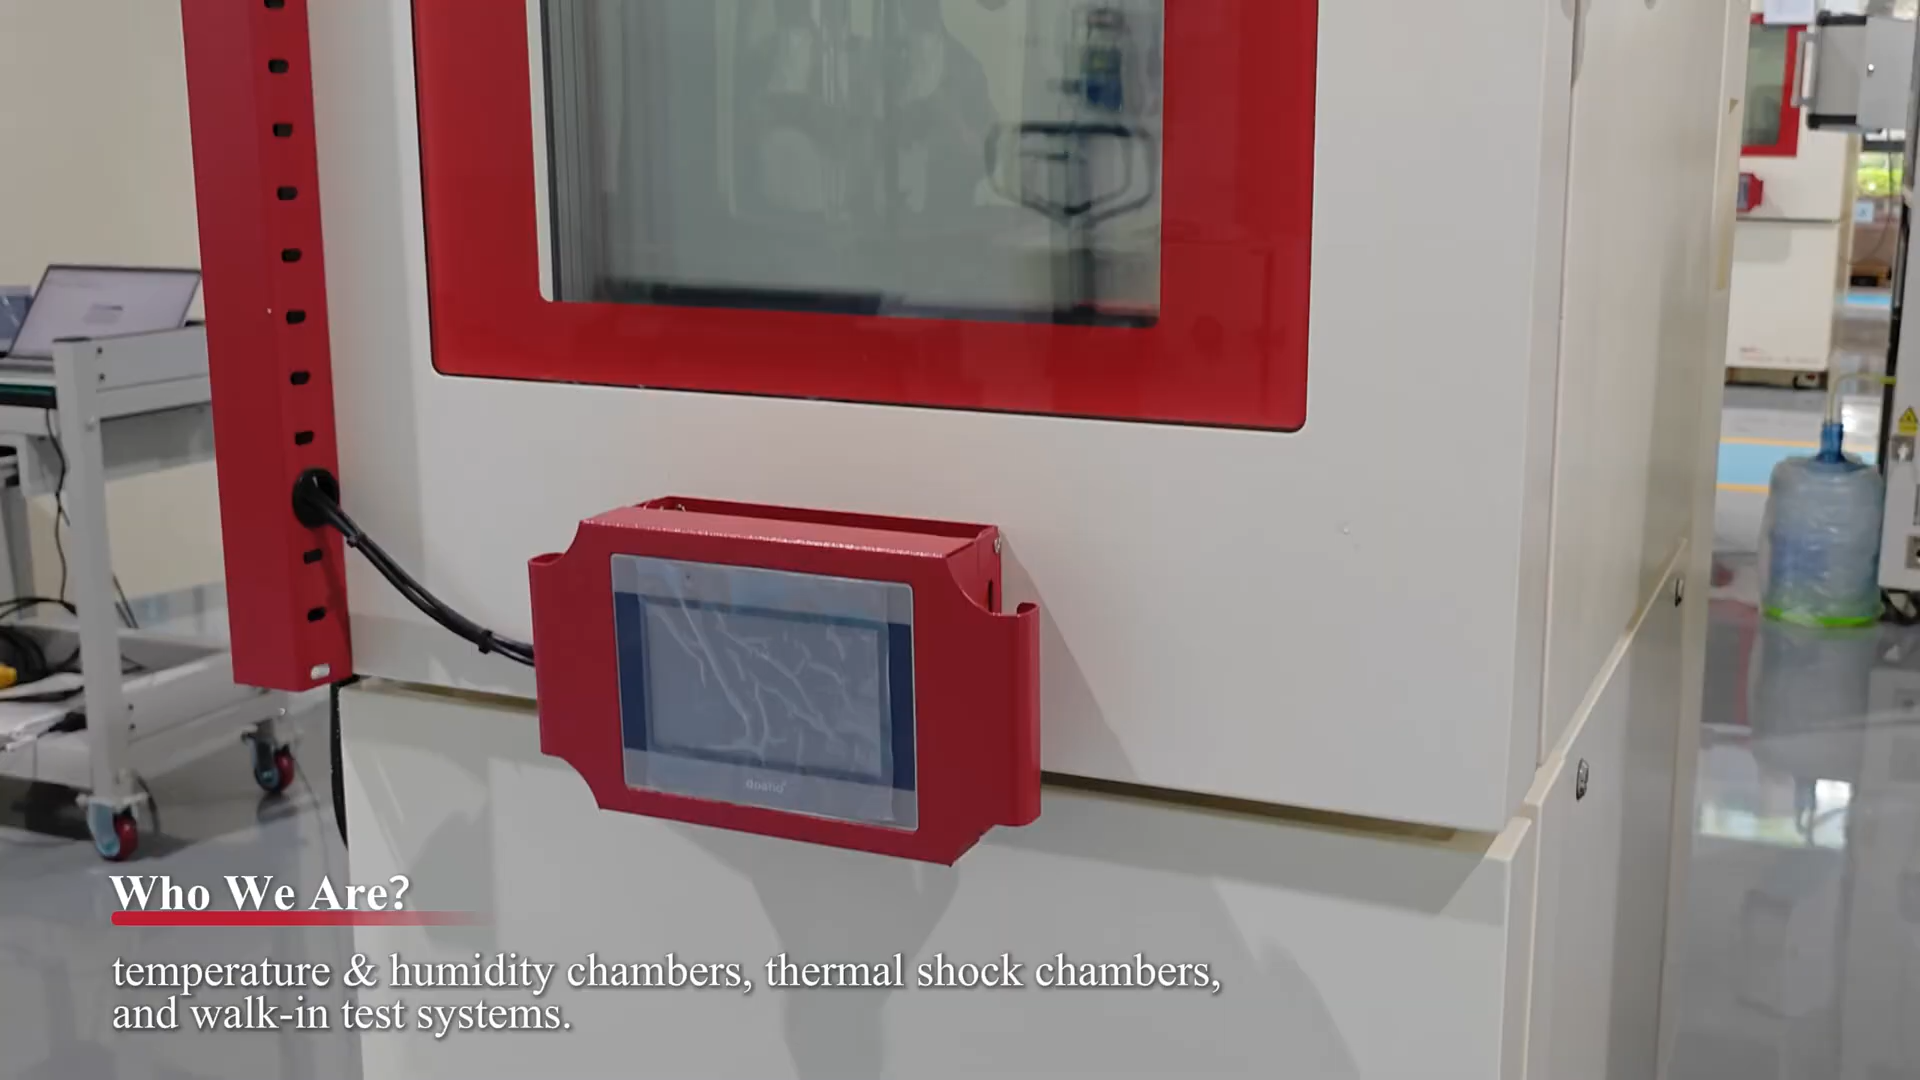 Who We Are?
temperature & humidity chambers, thermal shock chambers,
and walk-in test systems.